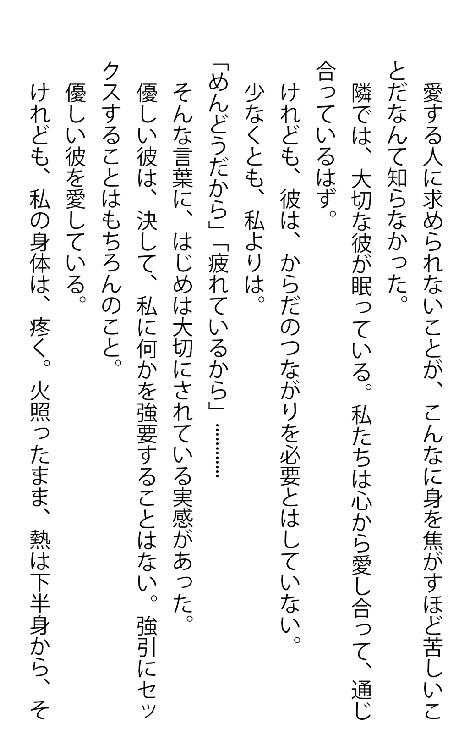 愛する人に求められないことが、こんなに身を焦がすほど苦しいこ
とだなんて知らなかった。
隣では、大切な彼が眠っている。私たちは心から愛し合って、通じ
合っているはず。
けれども、彼は、からだのつながりを必要とはしていない。
少なくとも、私よりは。
「めんどうだから」「疲れているから」…………
そんな言葉に、はじめは大切にされている実感があった。
優しい彼は、決して、私に何かを強要することはない。強引にセッ
クスすることはもちろんのこと。
優しい彼を愛している。
けれども、私の身体は、疼く。火照ったまま、熱は下半身から、そ